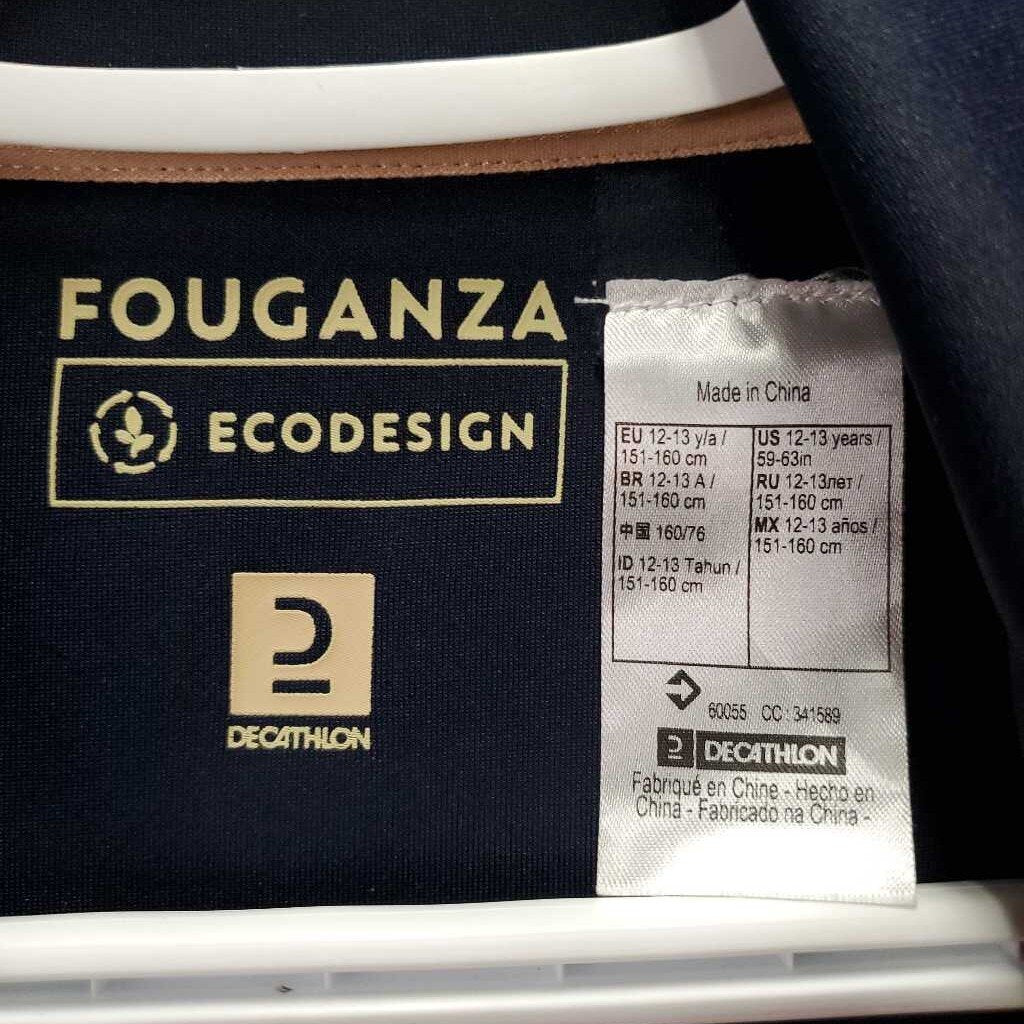 FOUGANZA
ECODESIGN
DECATHLON
Made in China
EU 12-13 y/a /
151-160 cm
BR 12-13 A /
151-160 cm
中国 160/76
ID 12-13 Tahun /
151-160 cm
US 12-13 years /
59-63in
RU 12-13лет /
151-160 cm
MX 12-13 años /
151-160 cm
60055 CC : 341589
DECATHLON
Fabriqué en Chine - Hecho en
China - Fabricado na China -